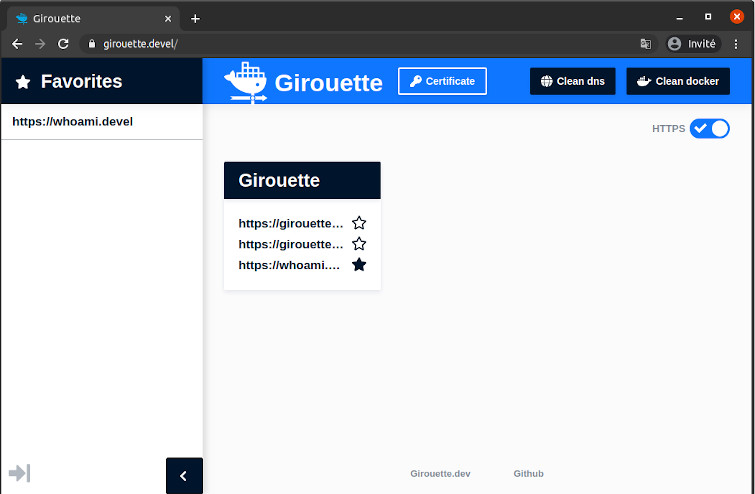 Girouette
girouette.devel/
Invité
Favorites
Girouette
Certificate
Clean dns
Clean docker
https://whoami.devel
HTTPS
Girouette
https://girouette…
https://girouette…
https://whoami.…
Girouette.dev
Github